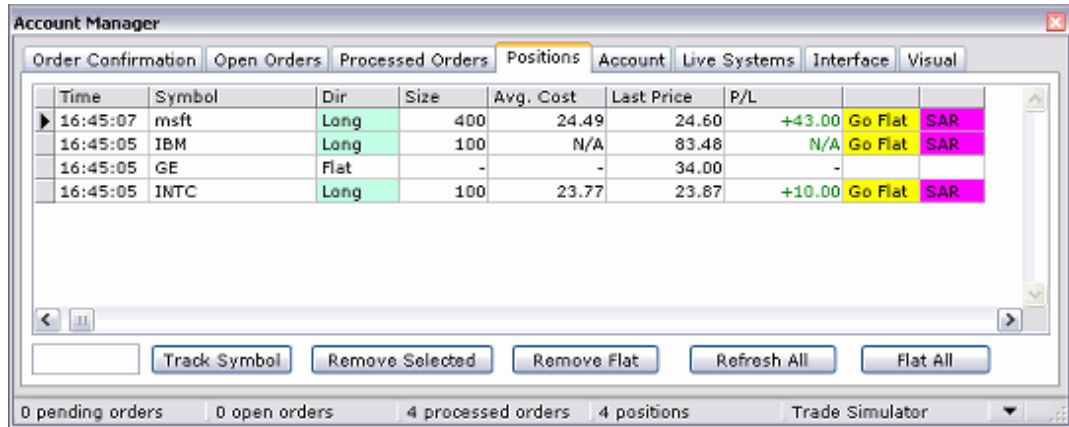 Account Manager
Order Confirmation Open Orders Processed Orders Positions Account Live Systems Interface Visual
Time Symbol Dir Size Avg. Cost Last Price P/L
16:45:07 msft Long 400 24.49 24.60 +43.00 Go Flat SAR
16:45:05 IBM Long 100 N/A 83.48 N/A Go Flat SAR
16:45:05 GE Flat - - 34.00 -
16:45:05 INTC Long 100 23.77 23.87 +10.00 Go Flat SAR
Track Symbol Remove Selected Remove Flat Refresh All Flat All
0 pending orders 0 open orders 4 processed orders 4 positions Trade Simulator